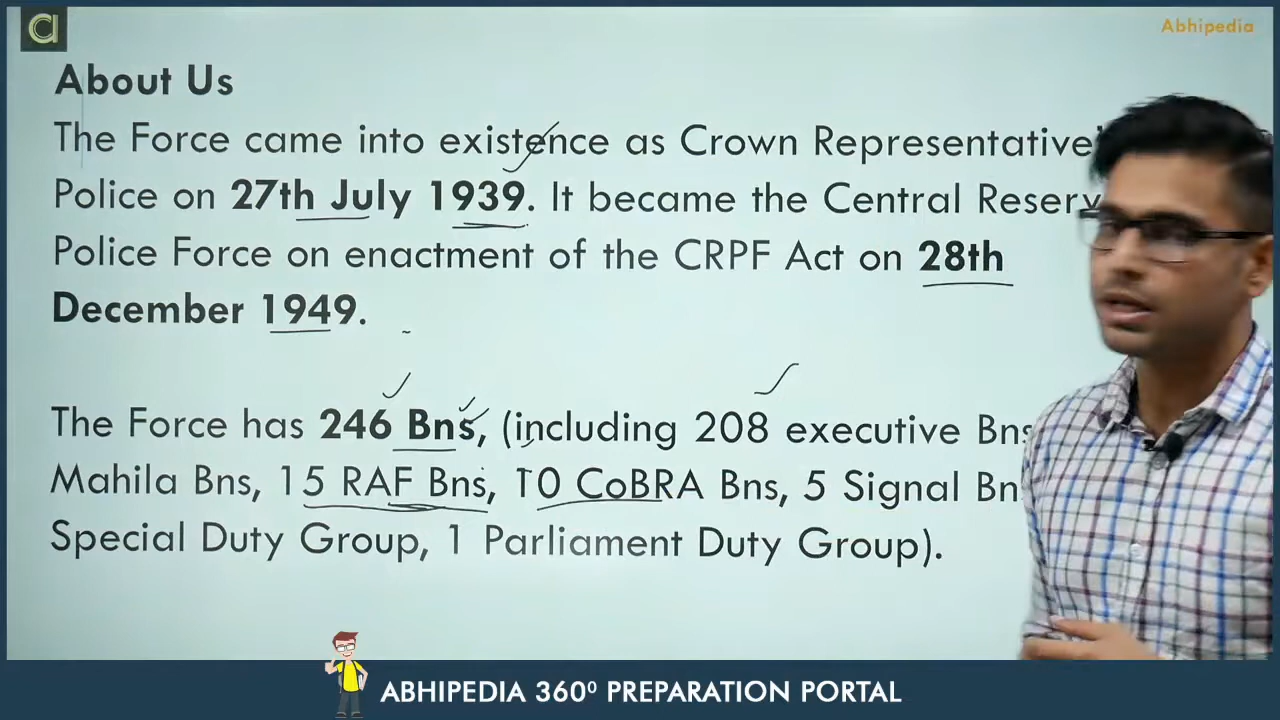 Abhipedia
About Us
The Force came into existence as Crown Representative's
Police on 27th July 1939. It became the Central Reserv
Police Force on enactment of the CRPF Act on 28th
December 1949.
The Force has 246 Bns, (including 208 executive Bns
Mahila Bns, 15 RAF Bns, 10 CoBRA Bns, 5 Signal Bn
Special Duty Group, 1 Parliament Duty Group).
ABHIPEDIA 360⁰ PREPARATION PORTAL